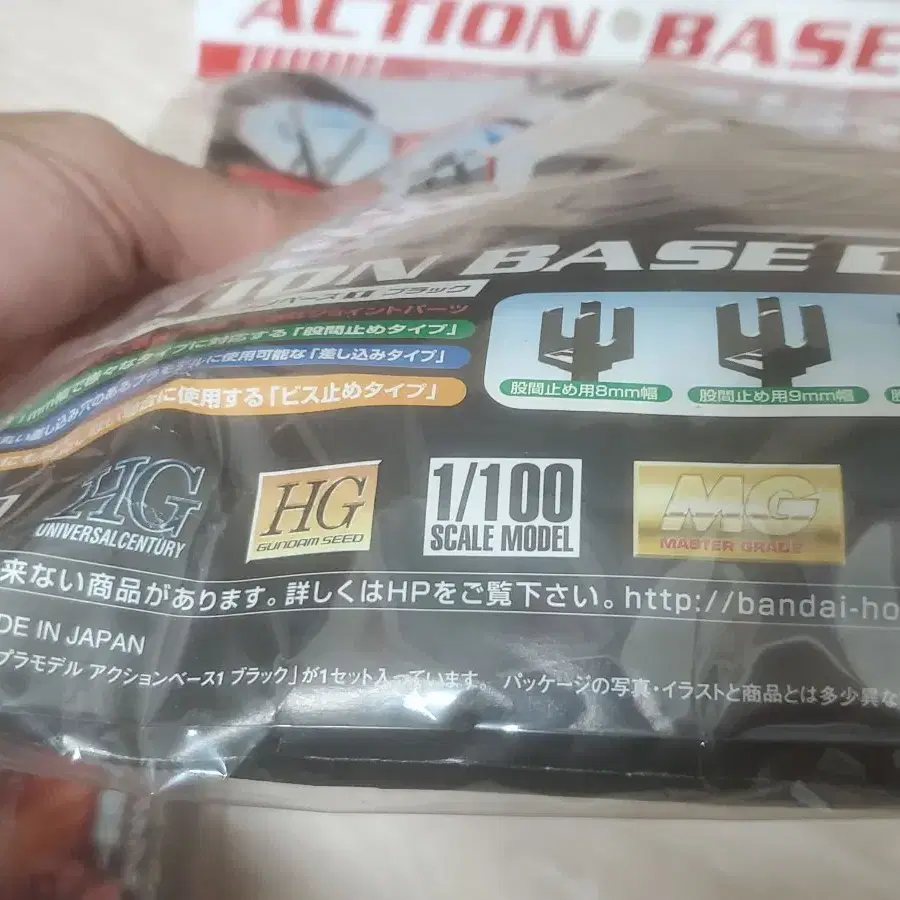 ACTION BASE
TION BASE 1
ース1 ブラック
ジョイントパーツ
に対応する「股間止めタイプ」
に使用可能な「差し込みタイプ」
に使用する「ビス止めタイプ」
股間止め用8mm幅
股間止め用9mm幅
HG
UNIVERSAL CENTURY
HG
GUNDAM SEED
1/100
SCALE MODEL
MG
MASTER GRADE
来ない商品があります。詳しくはHPをご覧下さい。http://bandai-ho
DE IN JAPAN
プラモデル アクションベース1 ブラック」が1セット入っています。 パッケージの写真・イラストと商品とは多少異な